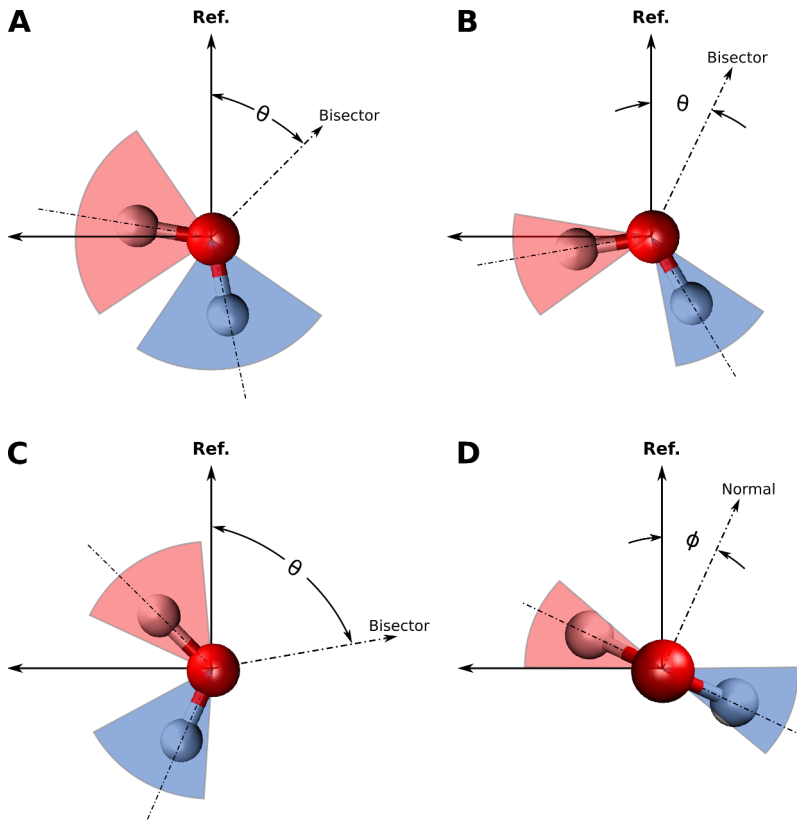 A
Ref.
θ
Bisector
B
Ref.
Bisector
θ
C
Ref.
θ
Bisector
D
Ref.
Normal
ϕ